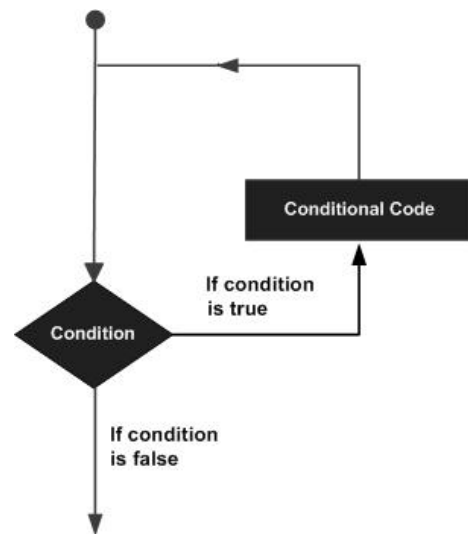 Conditional Code
If condition
is true
Condition
If condition
is false